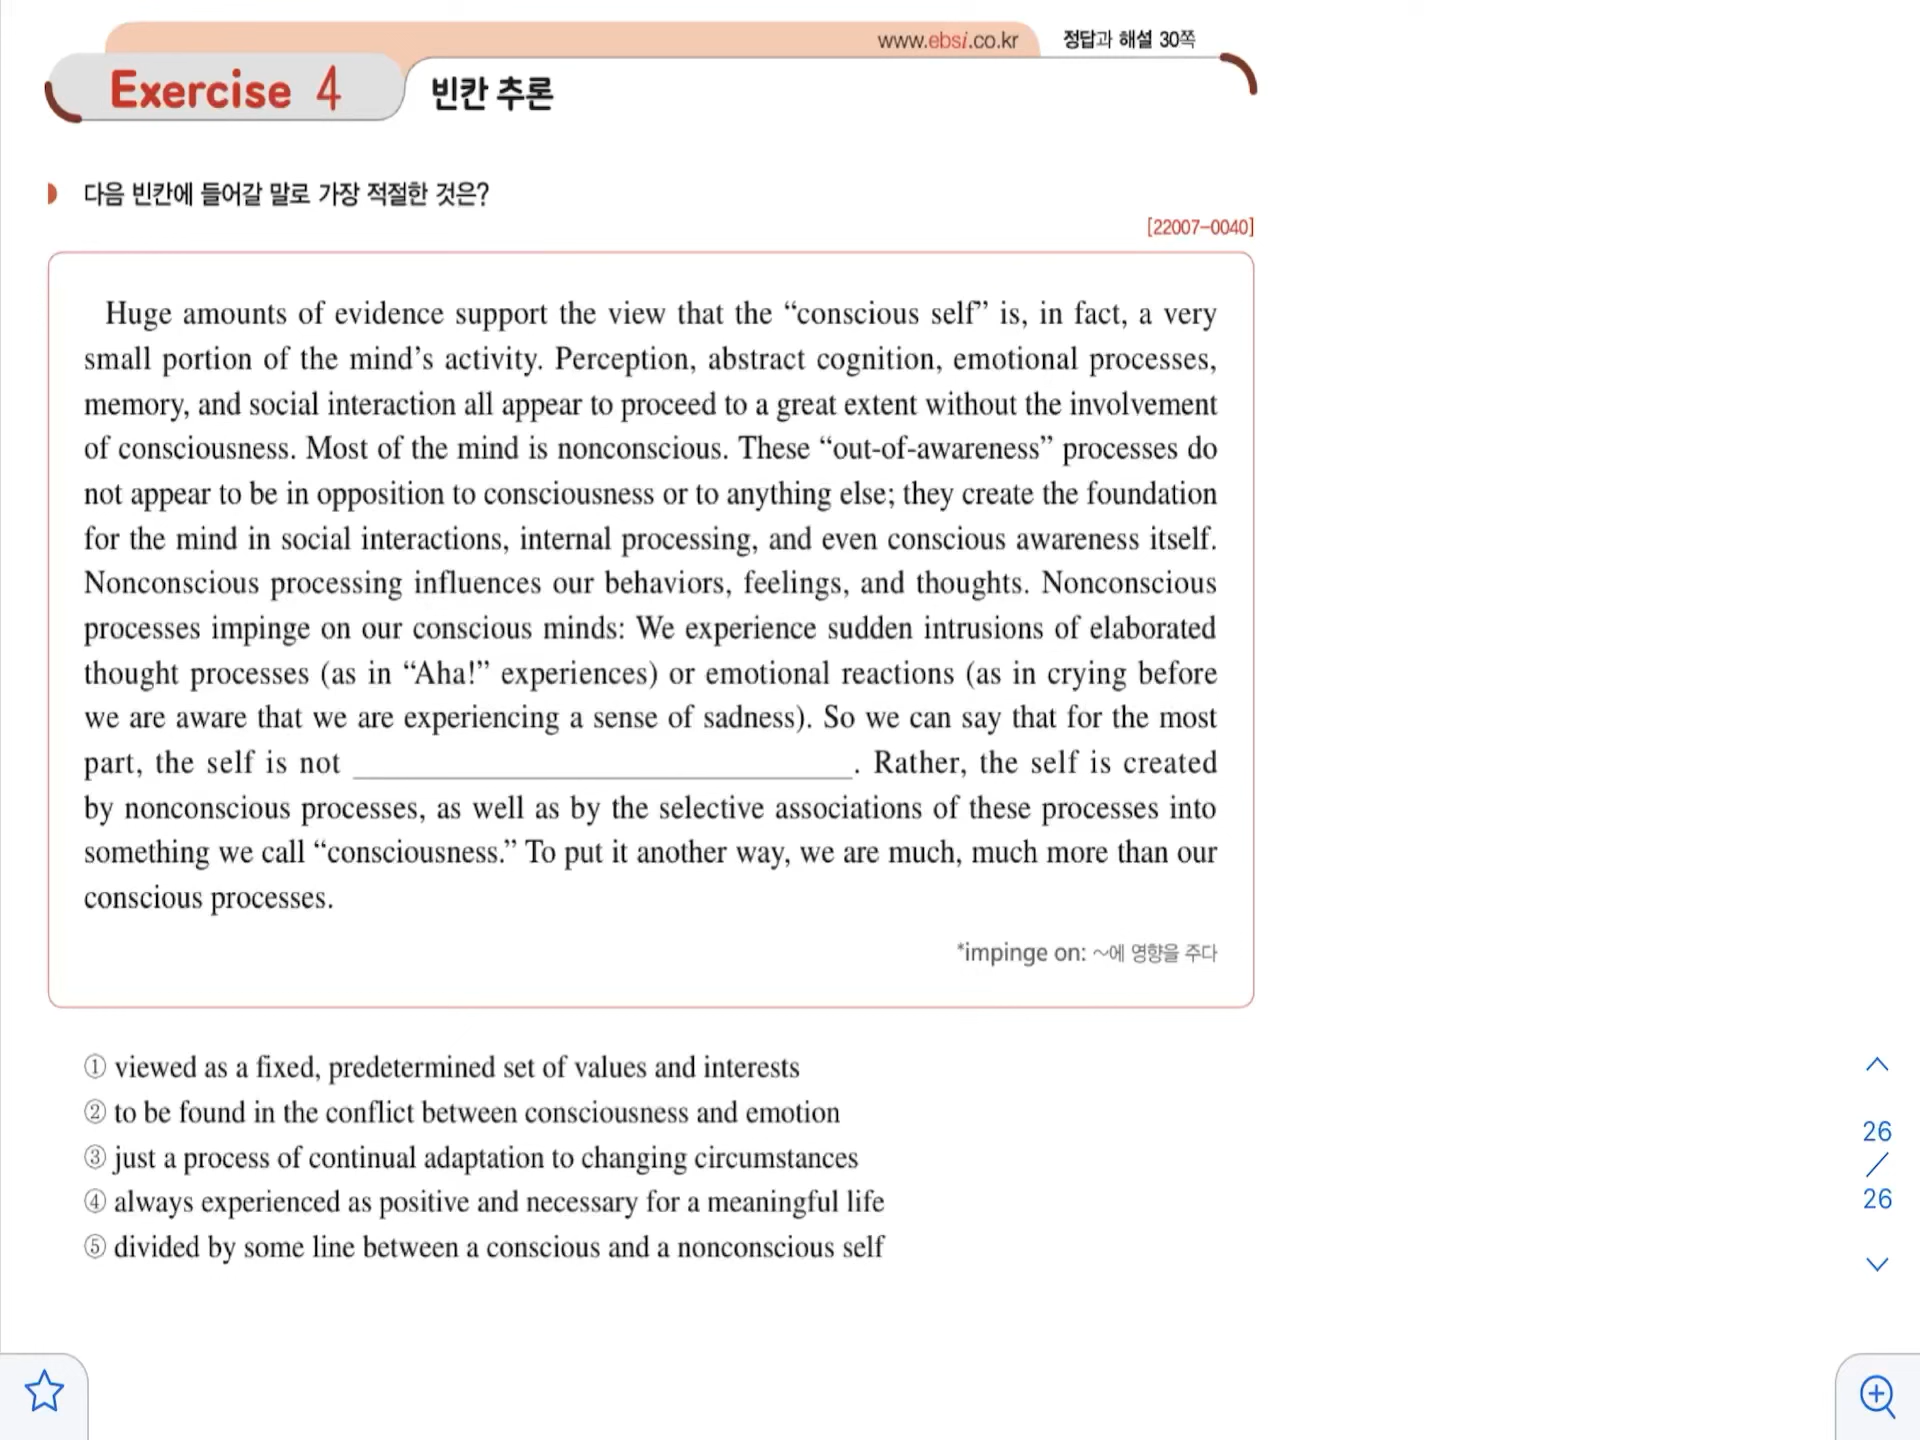 www.ebsi.co.kr 정답과 해설 30쪽
Exercise 4 빈칸 추론
다음 빈칸에 들어갈 말로 가장 적절한 것은?
[22007-0040]
Huge amounts of evidence support the view that the “conscious self” is, in fact, a very
small portion of the mind’s activity. Perception, abstract cognition, emotional processes,
memory, and social interaction all appear to proceed to a great extent without the involvement
of consciousness. Most of the mind is nonconscious. These “out-of-awareness” processes do
not appear to be in opposition to consciousness or to anything else; they create the foundation
for the mind in social interactions, internal processing, and even conscious awareness itself.
Nonconscious processing influences our behaviors, feelings, and thoughts. Nonconscious
processes impinge on our conscious minds: We experience sudden intrusions of elaborated
thought processes (as in “Aha!” experiences) or emotional reactions (as in crying before
we are aware that we are experiencing a sense of sadness). So we can say that for the most
part, the self is not ______________________________. Rather, the self is created
by nonconscious processes, as well as by the selective associations of these processes into
something we call “consciousness.” To put it another way, we are much, much more than our
conscious processes.
*impinge on: ~에 영향을 주다
① viewed as a fixed, predetermined set of values and interests
② to be found in the conflict between consciousness and emotion
③ just a process of continual adaptation to changing circumstances
④ always experienced as positive and necessary for a meaningful life
⑤ divided by some line between a conscious and a nonconscious self
26
/
26